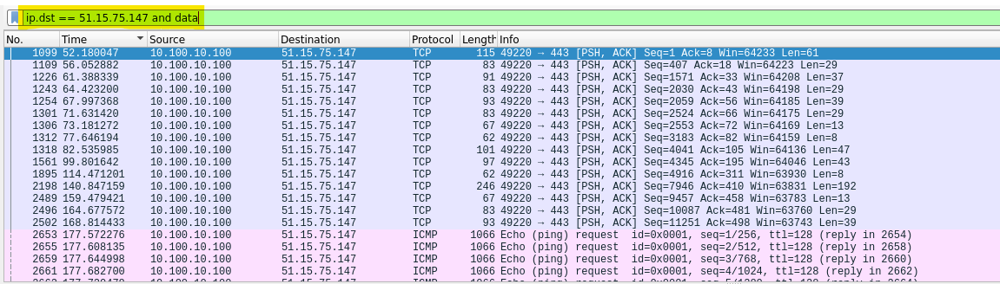 ip.dst == 51.15.75.147 and data
No. Time Source Destination Protocol Length Info
1099 52.180047 10.100.10.100 51.15.75.147 TCP 115 49220 → 443 [PSH, ACK] Seq=1 Ack=8 Win=64233 Len=61
1109 56.052882 10.100.10.100 51.15.75.147 TCP 83 49220 → 443 [PSH, ACK] Seq=407 Ack=18 Win=64223 Len=29
1226 61.388339 10.100.10.100 51.15.75.147 TCP 91 49220 → 443 [PSH, ACK] Seq=1571 Ack=33 Win=64208 Len=37
1243 64.423200 10.100.10.100 51.15.75.147 TCP 83 49220 → 443 [PSH, ACK] Seq=2030 Ack=43 Win=64198 Len=29
1254 67.997368 10.100.10.100 51.15.75.147 TCP 93 49220 → 443 [PSH, ACK] Seq=2059 Ack=56 Win=64185 Len=39
1301 71.631420 10.100.10.100 51.15.75.147 TCP 83 49220 → 443 [PSH, ACK] Seq=2524 Ack=66 Win=64175 Len=29
1306 73.181272 10.100.10.100 51.15.75.147 TCP 67 49220 → 443 [PSH, ACK] Seq=2553 Ack=72 Win=64169 Len=13
1312 77.646194 10.100.10.100 51.15.75.147 TCP 62 49220 → 443 [PSH, ACK] Seq=3183 Ack=82 Win=64159 Len=8
1318 82.535985 10.100.10.100 51.15.75.147 TCP 101 49220 → 443 [PSH, ACK] Seq=4041 Ack=105 Win=64136 Len=47
1561 99.801642 10.100.10.100 51.15.75.147 TCP 97 49220 → 443 [PSH, ACK] Seq=4345 Ack=195 Win=64046 Len=43
1895 114.471201 10.100.10.100 51.15.75.147 TCP 62 49220 → 443 [PSH, ACK] Seq=4916 Ack=311 Win=63930 Len=8
2198 140.847159 10.100.10.100 51.15.75.147 TCP 246 49220 → 443 [PSH, ACK] Seq=7946 Ack=410 Win=63831 Len=192
2489 159.479421 10.100.10.100 51.15.75.147 TCP 67 49220 → 443 [PSH, ACK] Seq=9457 Ack=458 Win=63783 Len=13
2496 164.677572 10.100.10.100 51.15.75.147 TCP 83 49220 → 443 [PSH, ACK] Seq=10087 Ack=481 Win=63760 Len=29
2502 168.814433 10.100.10.100 51.15.75.147 TCP 93 49220 → 443 [PSH, ACK] Seq=11251 Ack=498 Win=63743 Len=39
2653 177.572276 10.100.10.100 51.15.75.147 ICMP 1066 Echo (ping) request id=0x0001, seq=1/256, ttl=128 (reply in 2654)
2655 177.608135 10.100.10.100 51.15.75.147 ICMP 1066 Echo (ping) request id=0x0001, seq=2/512, ttl=128 (reply in 2658)
2659 177.644998 10.100.10.100 51.15.75.147 ICMP 1066 Echo (ping) request id=0x0001, seq=3/768, ttl=128 (reply in 2660)
2661 177.682700 10.100.10.100 51.15.75.147 ICMP 1066 Echo (ping) request id=0x0001, seq=4/1024, ttl=128 (reply in 2662)